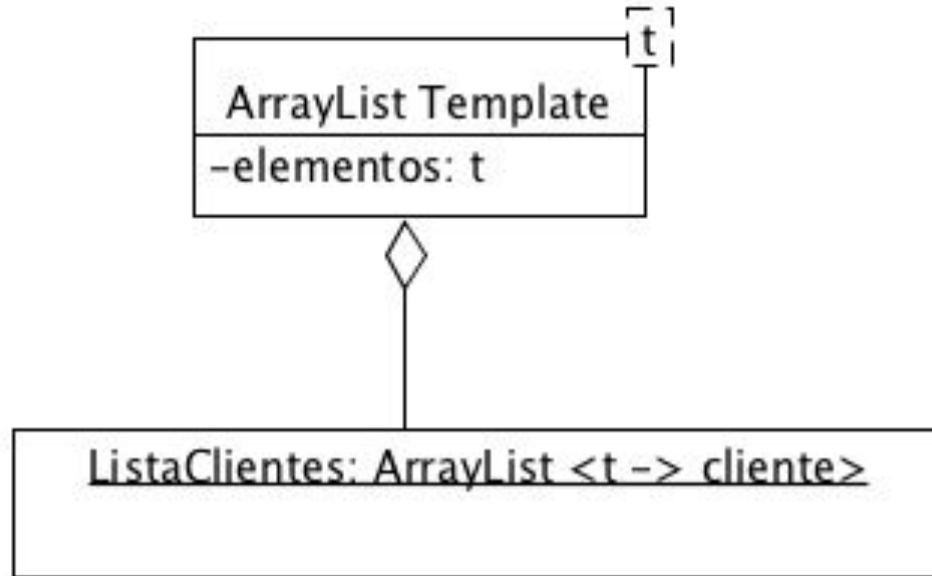 t
ArrayList Template
-elementos: t
ListaClientes: ArrayList <t -> cliente>